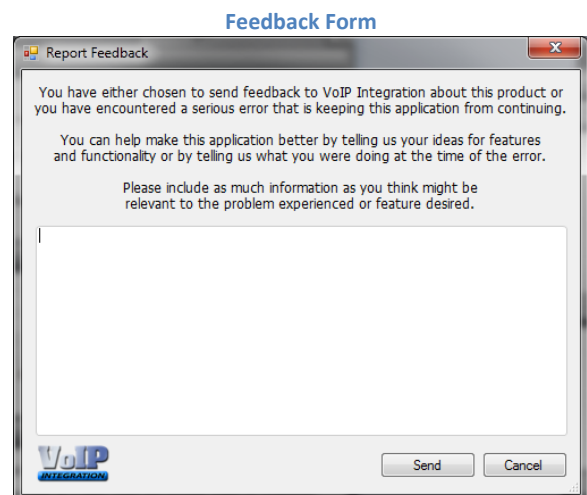 Feedback Form
Report Feedback
X
You have either chosen to send feedback to VoIP Integration about this product or
you have encountered a serious error that is keeping this application from continuing.
You can help make this application better by telling us your ideas for features
and functionality or by telling us what you were doing at the time of the error.
Please include as much information as you think might be
relevant to the problem experienced or feature desired.
VoIP
INTEGRATION
Send
Cancel